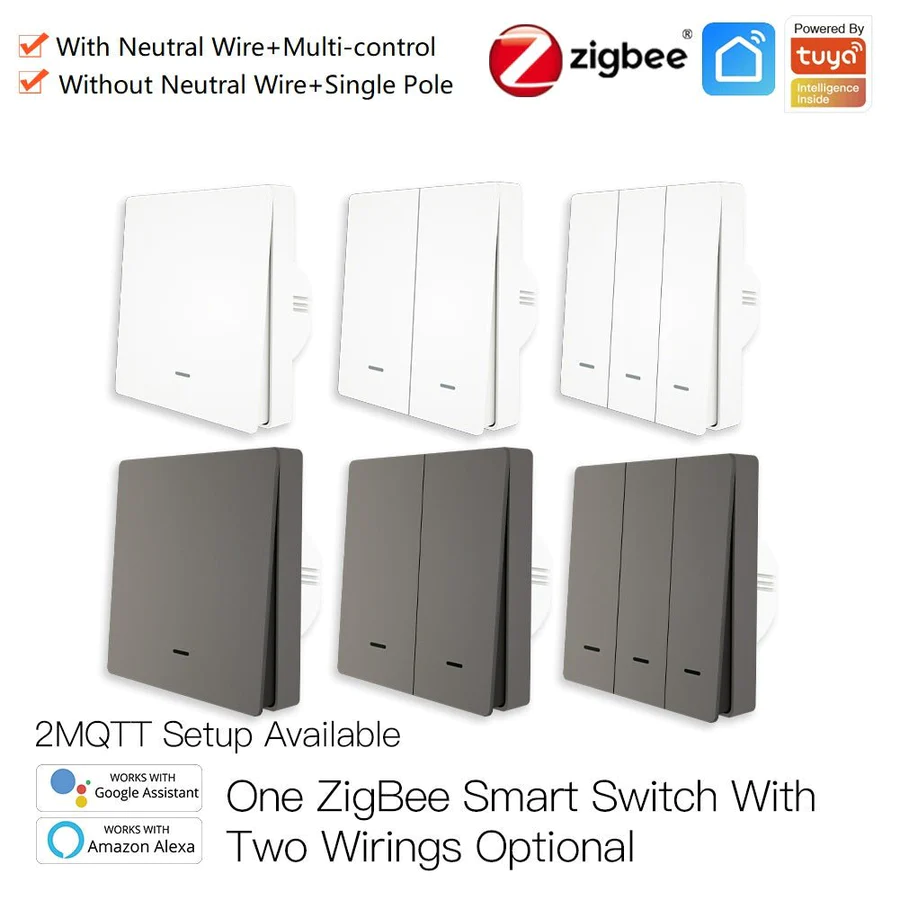 With Neutral Wire+Multi-control
Without Neutral Wire+Single Pole
Z zigbee®
Powered By
tuya
Intelligence
Inside
2MQTT Setup Available
WORKS WITH
Google Assistant
WORKS WITH
Amazon Alexa
One ZigBee Smart Switch With
Two Wirings Optional